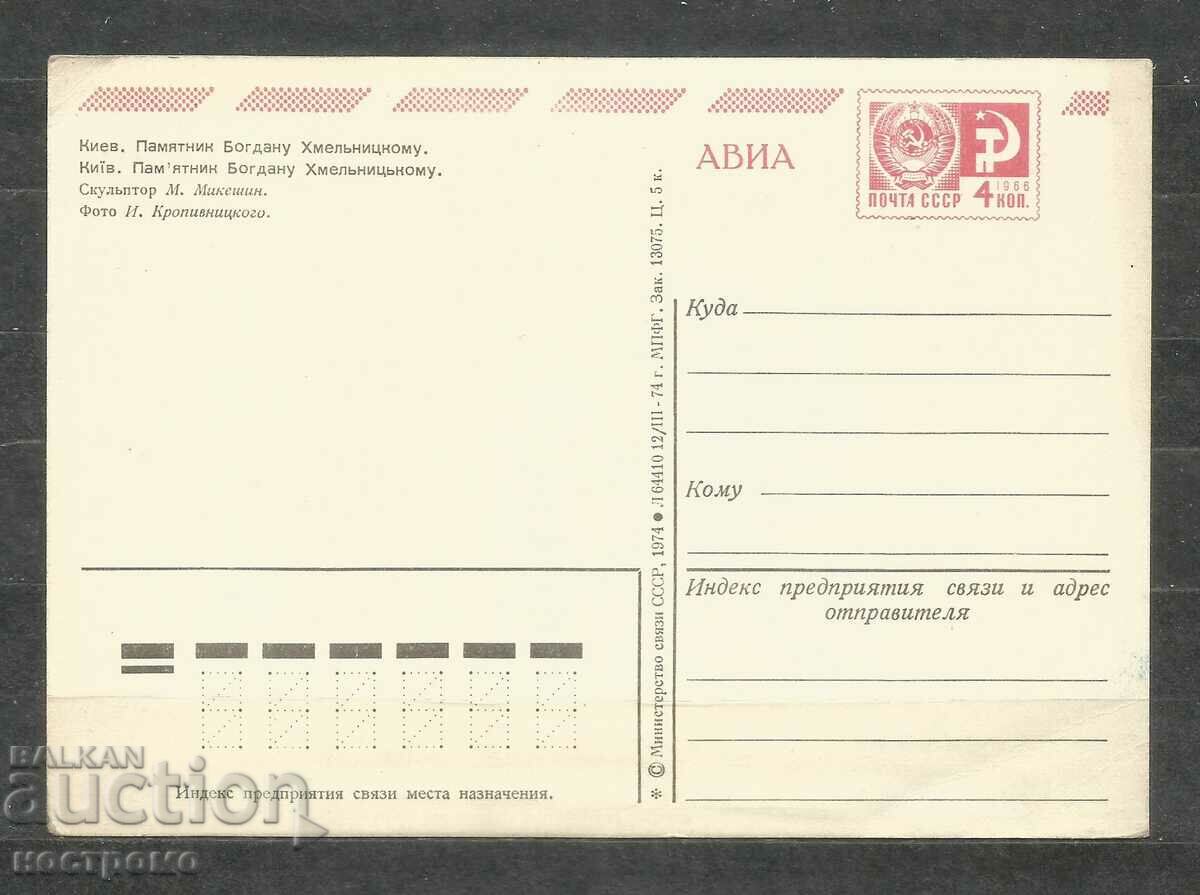 Киев. Памятник Богдану Хмельницкому.
Київ. Пам'ятник Богдану Хмельницькому.
Скульптор М. Микешин.
Фото И. Кропивницкого.
АВИА
1966
ПОЧТА СССР 4 КОП.
Куда
Кому
Индекс предприятия связи и адрес
отправителя
* © Министерство связи СССР, 1974 ● Л 64410 12/III - 74 г. МПФГ. Зак. 13075. Ц. 5 к.
Индекс предприятия связи места назначения.
BALKAN
auction
костромо